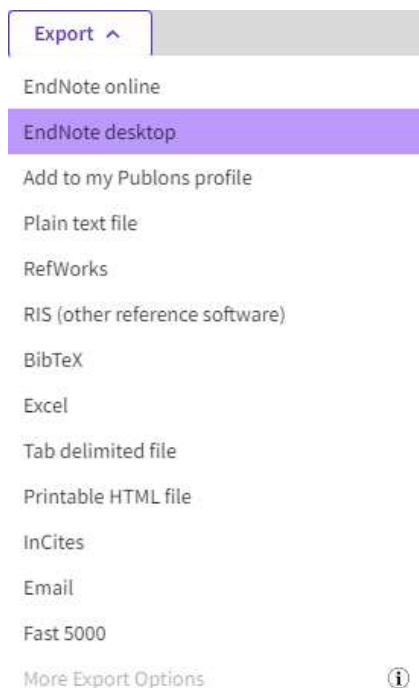 Export
EndNote online
EndNote desktop
Add to my Publons profile
Plain text file
RefWorks
RIS (other reference software)
BibTeX
Excel
Tab delimited file
Printable HTML file
InCites
Email
Fast 5000
More Export Options